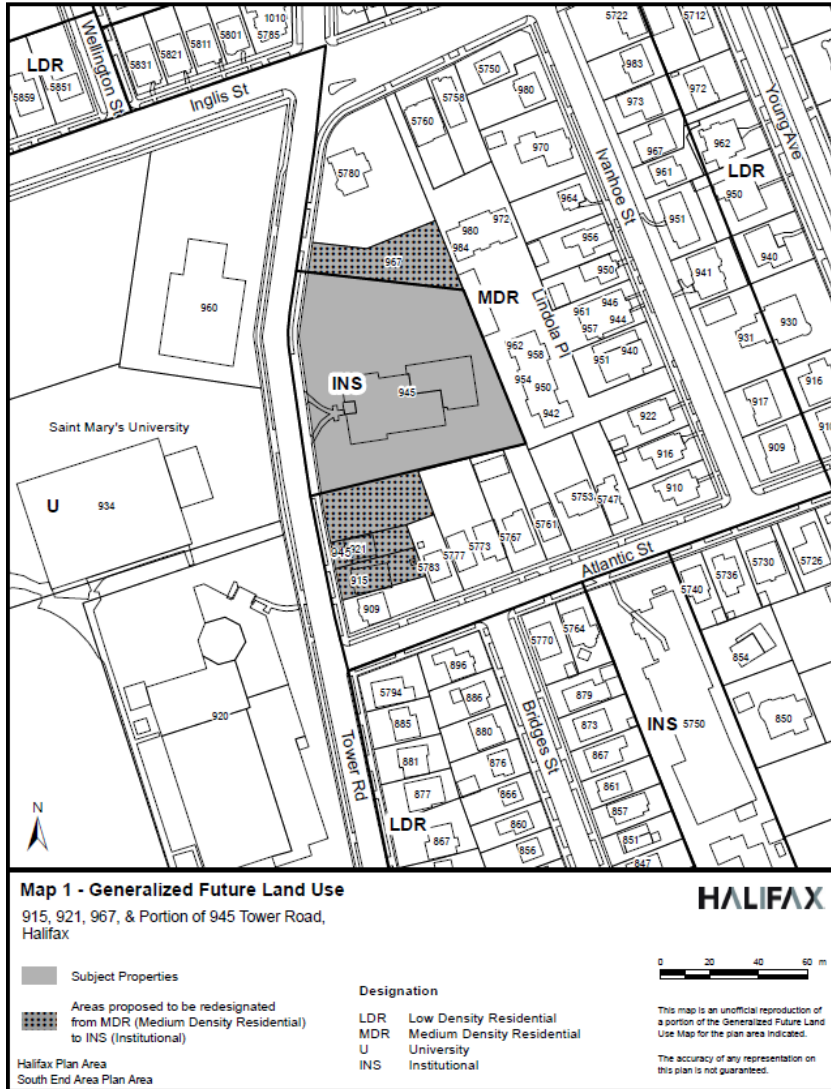 LDR
Wellington St
5859
5851
5831
5821
5811
5801
1010
5785
Inglis St
5722
5712
983
973
972
Young Ave
967
961
962
LDR
950
951
940
941
931
930
917
916
909
910
5750
5758
5760
980
970
Ivanhoe St
964
956
950
946
944
961
957
940
951
922
916
910
5780
980
972
984
967
MDR
Lindola Pl
962
958
954
950
942
960
INS
945
Saint Mary's University
U
934
945
921
915
909
5783
5777
5773
5767
5761
5753
5747
Atlantic St
5740
5736
5730
5726
854
850
INS
5750
5770
5764
879
873
867
861
857
851
847
Bridges St
896
5794
886
885
880
881
876
877
866
860
867
856
LDR
Tower Rd
920
N
Map 1 - Generalized Future Land Use
915, 921, 967, & Portion of 945 Tower Road,
Halifax
HALIFAX
Subject Properties
Areas proposed to be redesignated
from MDR (Medium Density Residential)
to INS (Institutional)
Halifax Plan Area
South End Area Plan Area
Designation
LDR Low Density Residential
MDR Medium Density Residential
U University
INS Institutional
0 20 40 60 m
This map is an unofficial reproduction of
a portion of the Generalized Future Land
Use Map for the plan area indicated.
The accuracy of any representation on
this plan is not guaranteed.